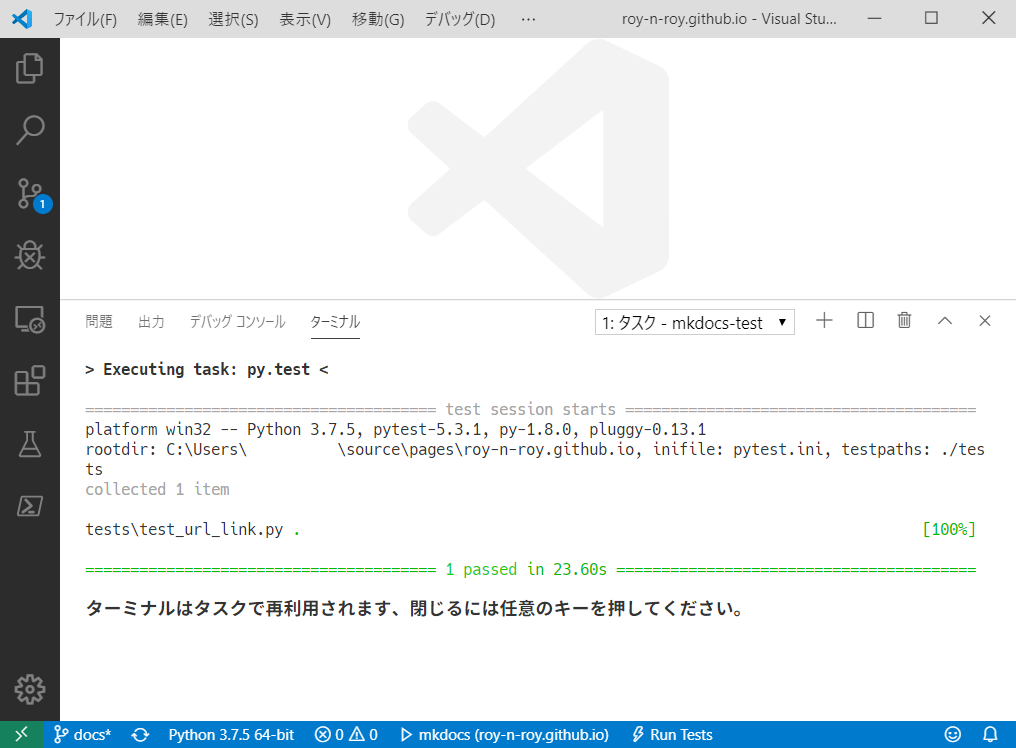 ファイル(F) 編集(E) 選択(S) 表示(V) 移動(G) デバッグ(D) ··· roy-n-roy.github.io - Visual Stu...
1
問題 出力 デバッグ コンソール ターミナル 1: タスク - mkdocs-test
> Executing task: py.test <
======================================= test session starts =======================================
platform win32 -- Python 3.7.5, pytest-5.3.1, py-1.8.0, pluggy-0.13.1
rootdir: C:\Users\ \source\pages\roy-n-roy.github.io, inifile: pytest.ini, testpaths: ./tes
ts
collected 1 item
tests\test_url_link.py . [100%]
======================================= 1 passed in 23.60s ========================================
ターミナルはタスクで再利用されます、閉じるには任意のキーを押してください。
docs* Python 3.7.5 64-bit 0 0 mkdocs (roy-n-roy.github.io) Run Tests